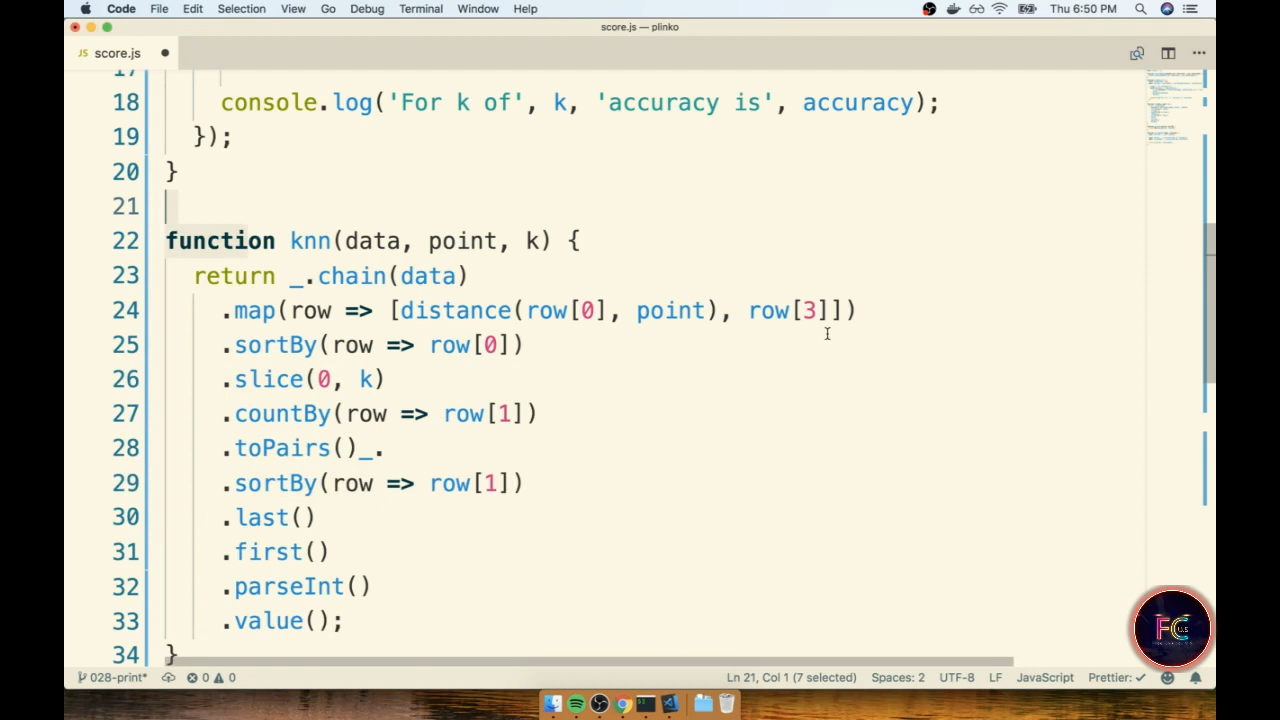 Code File Edit Selection View Go Debug Terminal Window Help Thu 6:50 PM
score.js — plinko
JS score.js
17
18 console.log('For k of', k, 'accuracy is', accuracy);
19 });
20 }
21
22 function knn(data, point, k) {
23 return _.chain(data)
24 .map(row => [distance(row[0], point), row[3]])
25 .sortBy(row => row[0])
26 .slice(0, k)
27 .countBy(row => row[1])
28 .toPairs()_.
29 .sortBy(row => row[1])
30 .last()
31 .first()
32 .parseInt()
33 .value();
34 }
FC
028-print* 0 0 Ln 21, Col 1 (7 selected) Spaces: 2 UTF-8 LF JavaScript Prettier: ✓